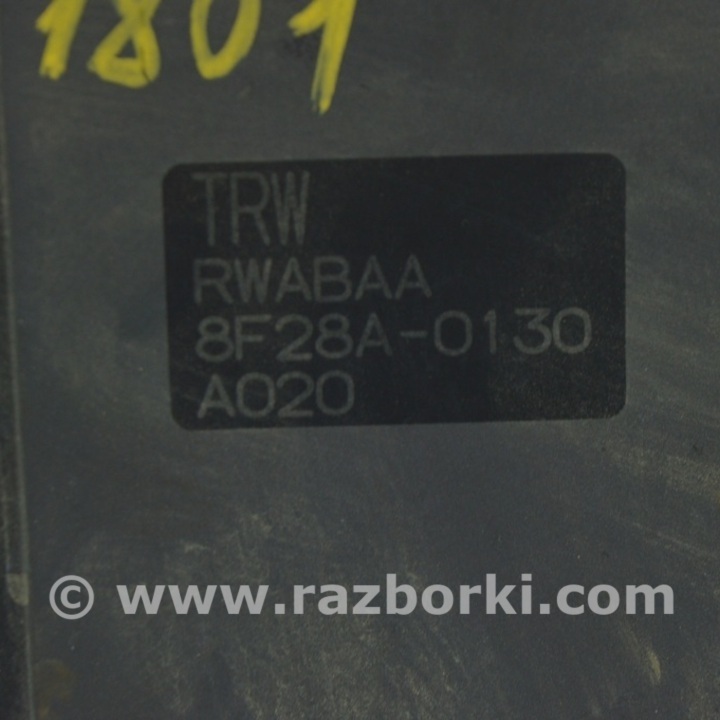 1801
TRW
RWABAA
8F28A-0130
A020
© www.razborki.com